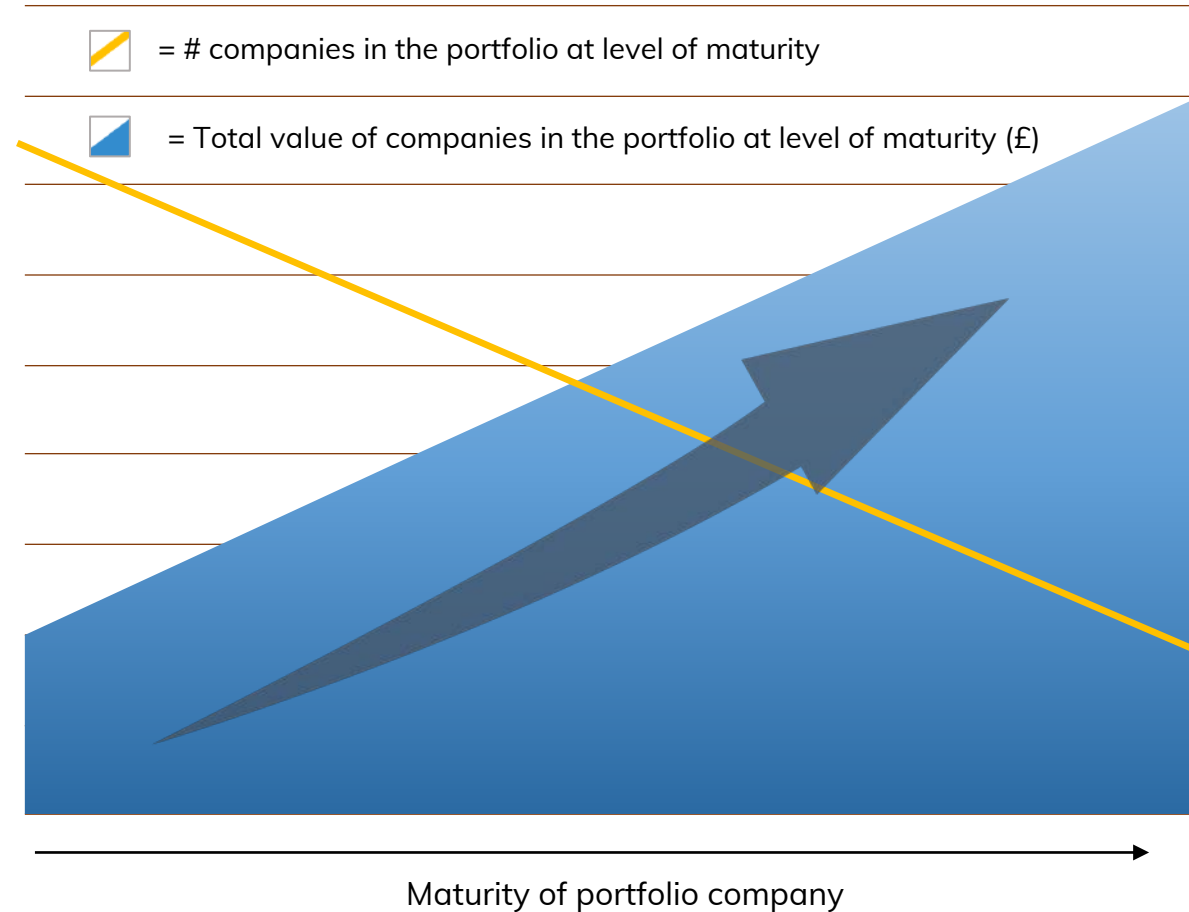 = # companies in the portfolio at level of maturity
= Total value of companies in the portfolio at level of maturity (£)
Maturity of portfolio company